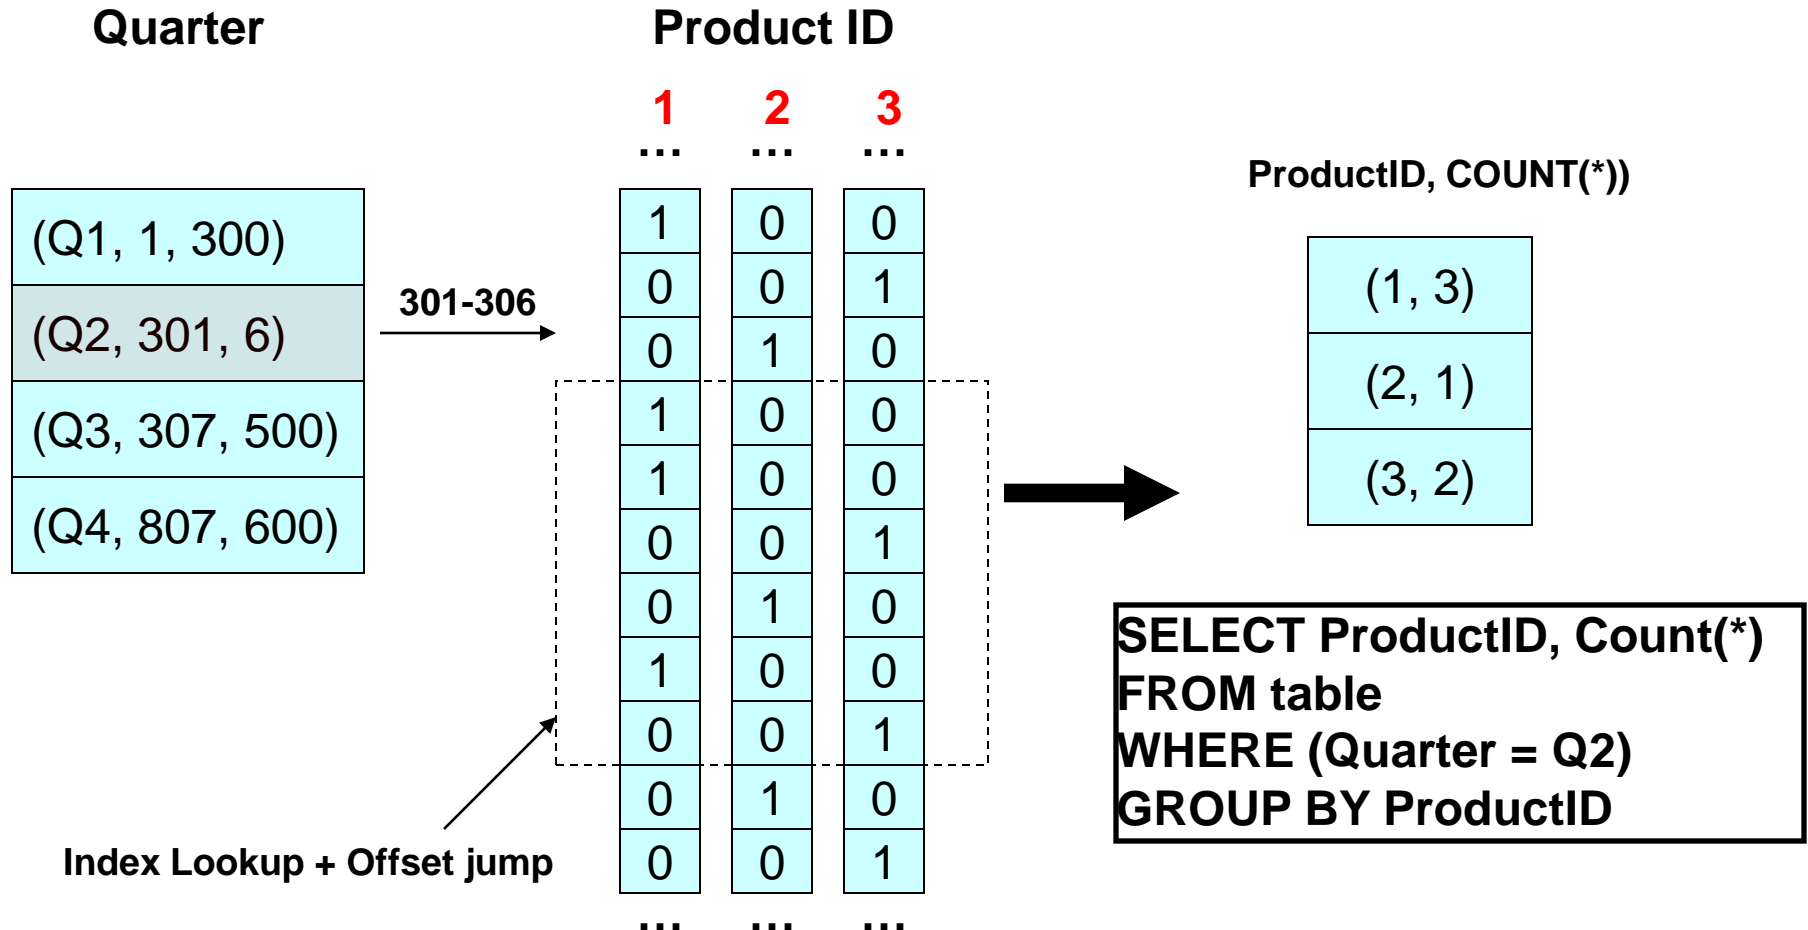 Quarter
Product ID
1 2 3
... ... ...
ProductID, COUNT(*))
(Q1, 1, 300)
(Q2, 301, 6)
(Q3, 307, 500)
(Q4, 807, 600)
301-306
1 0 0
0 0 1
0 1 0
1 0 0
1 0 0
0 0 1
0 1 0
1 0 0
0 0 1
0 1 0
0 0 1
... ... ...
Index Lookup + Offset jump
(1, 3)
(2, 1)
(3, 2)
SELECT ProductID, Count(*)
FROM table
WHERE (Quarter = Q2)
GROUP BY ProductID